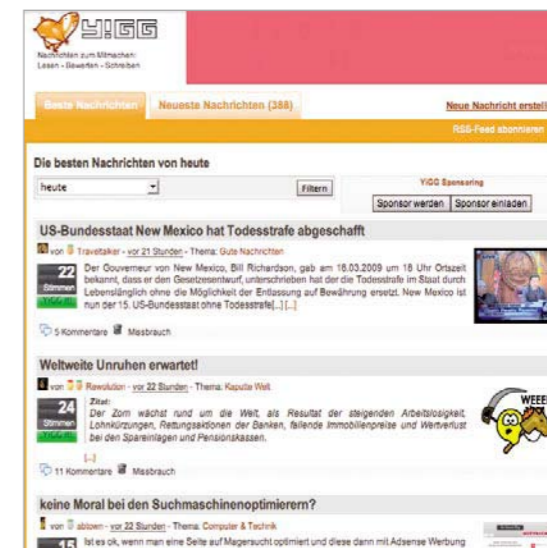 YiGG
Nachrichten zum Mitmachen:
Lesen - Bewerten - Schreiben
Beste Nachrichten
Neueste Nachrichten (388)
Neue Nachricht erstell
RSS-Feed abonnieren
Die besten Nachrichten von heute
heute
Filtern
YiGG Sponsoring
Sponsor werden
Sponsor einladen
US-Bundesstaat New Mexico hat Todesstrafe abgeschafft
von Traveltalker - vor 21 Stunden - Thema: Gute Nachrichten
22
Stimmen
YiGG IT!
Der Gouverneur von New Mexico, Bill Richardson, gab am 18.03.2009 um 18 Uhr Ortszeit
bekannt, dass er den Gesetzesentwurf, unterschrieben hat der die Todesstrafe im Staat durch
Lebenslänglich ohne die Möglichkeit der Entlassung auf Bewährung ersetzt. New Mexico ist
nun der 15. US-Bundesstaat ohne Todesstrafe[...] [...]
5 Kommentare Missbrauch
Weltweite Unruhen erwartet!
von Rewolution - vor 22 Stunden - Thema: Kaputte Welt
24
Stimmen
YiGG IT!
Zitat:
Der Zorn wächst rund um die Welt, als Resultat der steigenden Arbeitslosigkeit,
Lohnkürzungen, Rettungsaktionen der Banken, fallende Immobilienpreise und Wertverlust
bei den Spareinlagen und Pensionskassen.
[...]
WEEE
11 Kommentare Missbrauch
keine Moral bei den Suchmaschinenoptimierern?
von abtown - vor 22 Stunden - Thema: Computer & Technik
15
Ist es ok, wenn man eine Seite auf Magersucht optimiert und diese dann mit Adsense Werbung